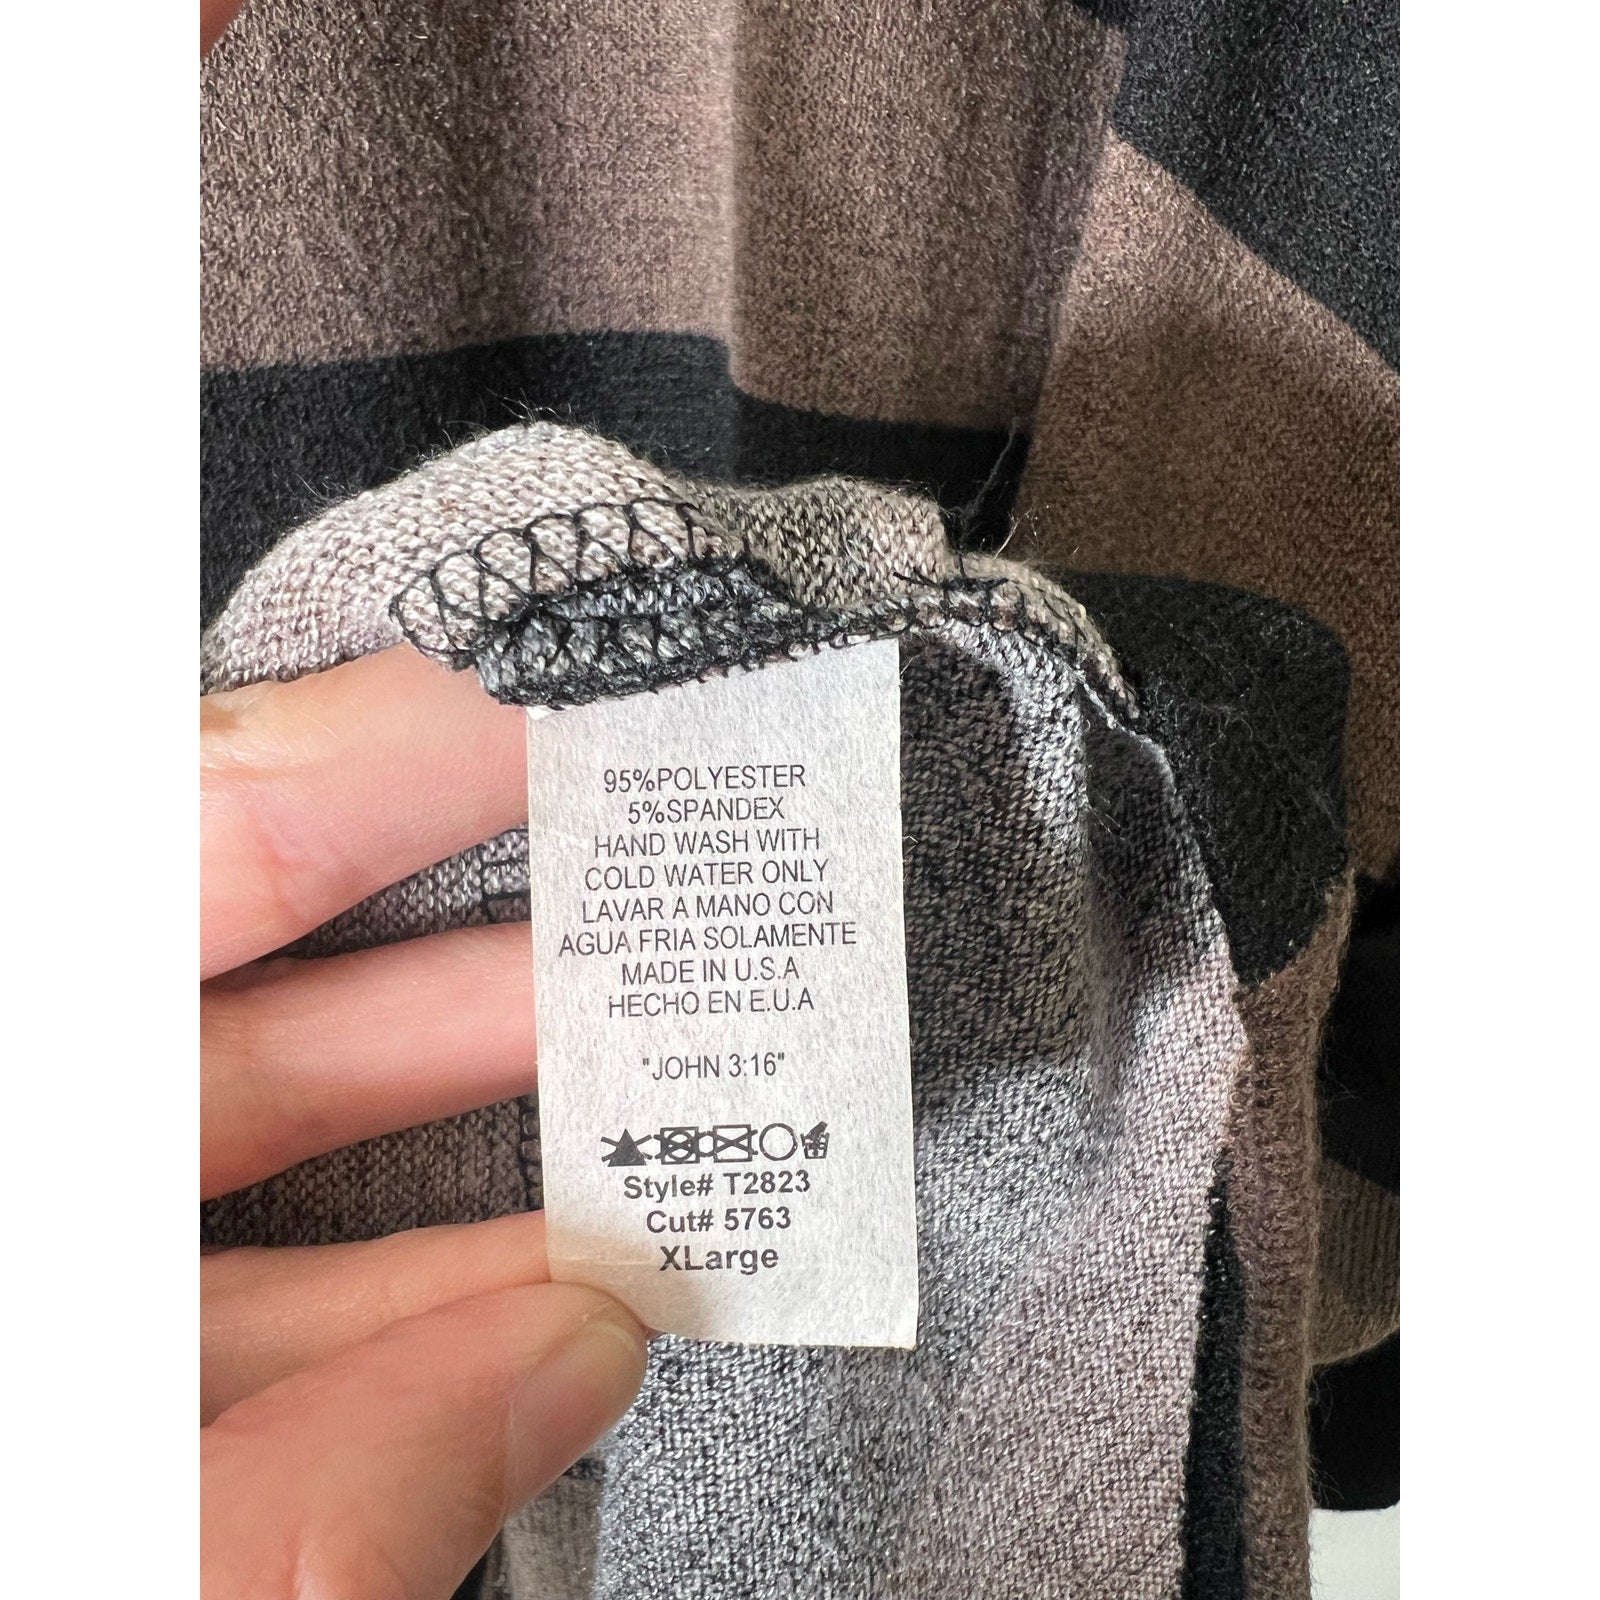 95%POLYESTER
5%SPANDEX
HAND WASH WITH
COLD WATER ONLY
LAVAR A MANO CON
AGUA FRIA SOLAMENTE
MADE IN U.S.A
HECHO EN E.U.A
"JOHN 3:16"
Style# T2823
Cut# 5763
XLarge